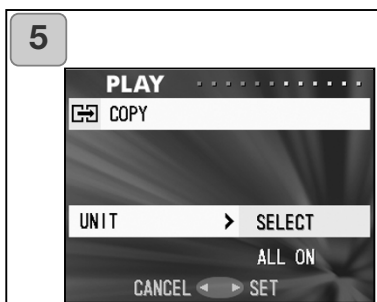 5
PLAY
COPY
UNIT > SELECT
ALL ON
CANCEL ◄ ► SET